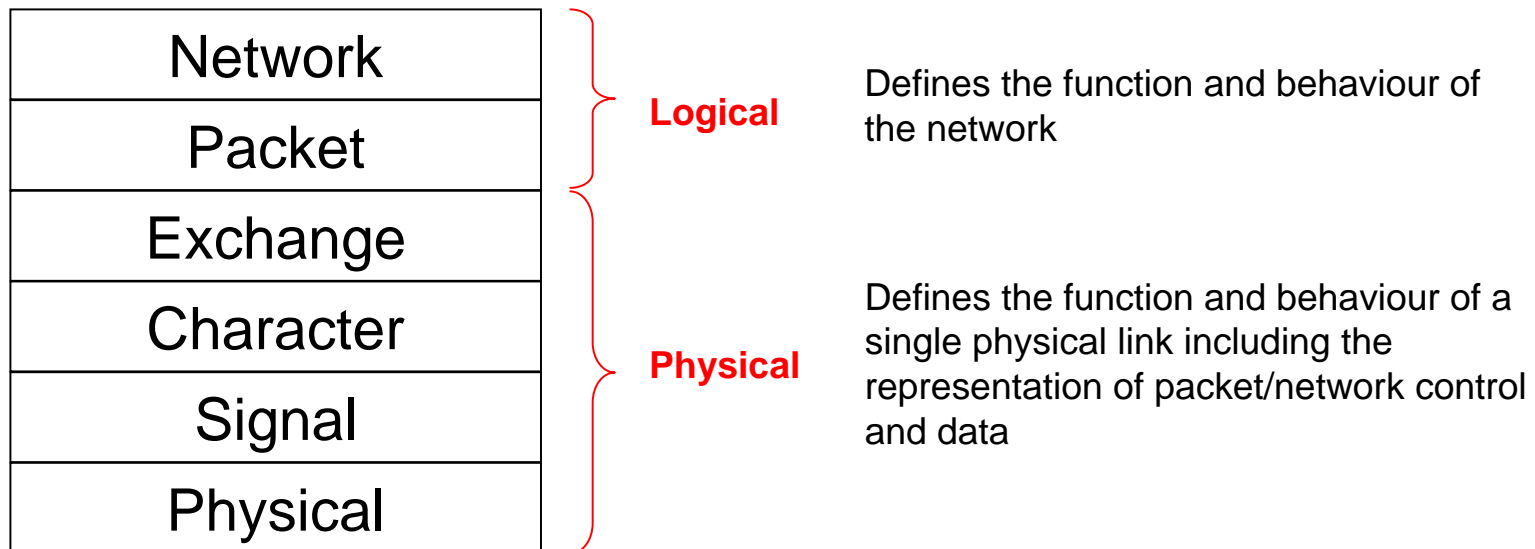 Network
Packet
Exchange
Character
Signal
Physical
Logical
Physical
Defines the function and behaviour of
the network
Defines the function and behaviour of a
single physical link including the
representation of packet/network control
and data